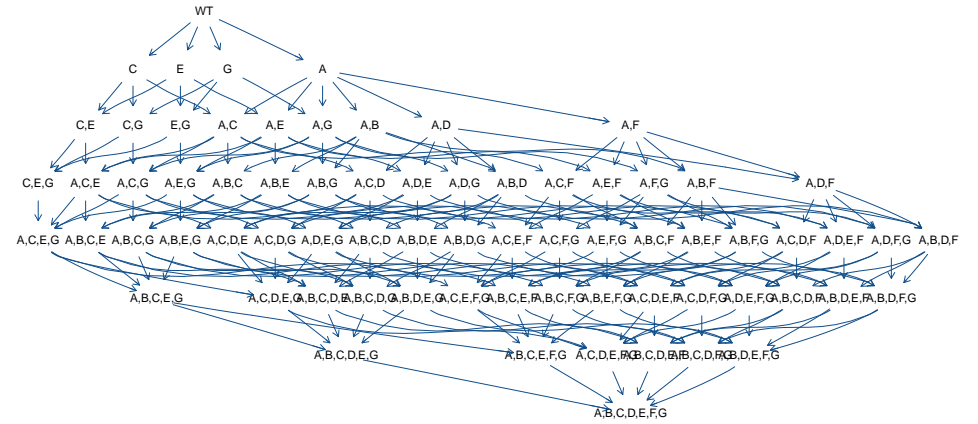 WT
C E G A
C,E C,G E,G A,C A,E A,G A,B A,D A,F
C,E,G A,C,E A,C,G A,E,G A,B,C A,B,E A,B,G A,C,D A,D,E A,D,G A,B,D A,C,F A,E,F A,F,G A,B,F A,D,F
A,C,E,G A,B,C,E A,B,C,G A,B,E,G A,C,D,E A,C,D,G A,D,E,G A,B,C,D A,B,D,E A,B,D,G A,C,E,F A,C,F,G A,E,F,G A,B,C,F A,B,E,F A,B,F,G A,C,D,F A,D,E,F A,D,F,G A,B,D,F
A,B,C,E,G A,C,D,E,G A,B,C,D,E A,B,C,D,G A,B,D,E,G A,C,E,F,G A,B,C,E,F A,B,C,F,G A,B,E,F,G A,C,D,E,F A,C,D,F,G A,D,E,F,G A,B,C,D,F A,B,D,E,F A,B,D,F,G
A,B,C,D,E,G A,B,C,E,F,G A,C,D,E,F,G A,B,C,D,E,F A,B,C,D,F,G A,B,D,E,F,G
A,B,C,D,E,F,G